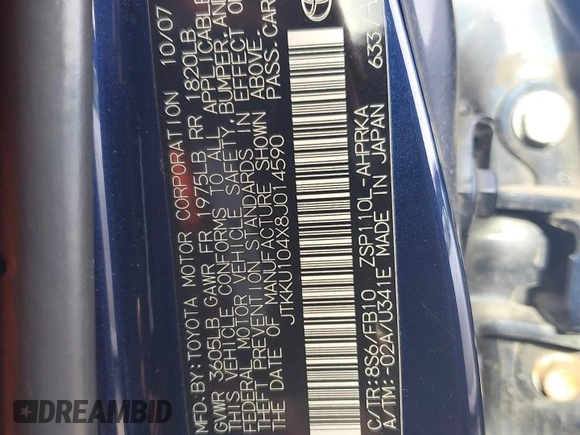 MFD.BY:TOYOTA MOTOR CORPORATION 10/07
GVWR 3605LB GAWR FR 1975LB RR 1820LB
THIS VEHICLE CONFORMS TO ALL APPLICABLE
FEDERAL MOTOR VEHICLE SAFETY,BUMPER,AND
THEFT PREVENTION STANDARDS IN EFFECT ON
THE DATE OF MANUFACTURE SHOWN ABOVE.
JTKKU104X8J014590 PASS.CAR
C/TR:8S6/FB10 ZSP110L-AHPRKA
A/TM:-02A/U341E MADE IN JAPAN 633 A
DREAMBID